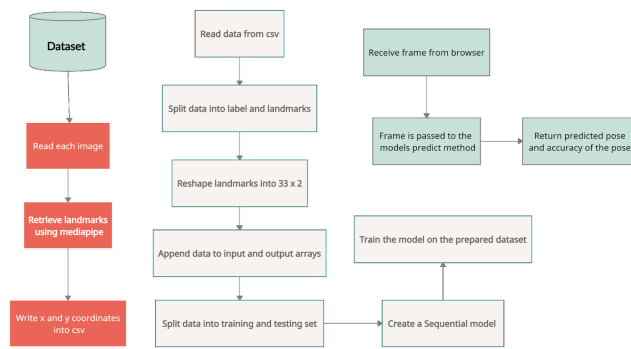 Dataset
Read each image
Retrieve landmarks
using mediapipe
Write x and y coordinates
into csv
Read data from csv
Split data into label and landmarks
Reshape landmarks into 33 x 2
Append data to input and output arrays
Split data into training and testing set
Create a Sequential model
Train the model on the prepared dataset
Receive frame from browser
Frame is passed to the
models predict method
Return predicted pose
and accuracy of the pose